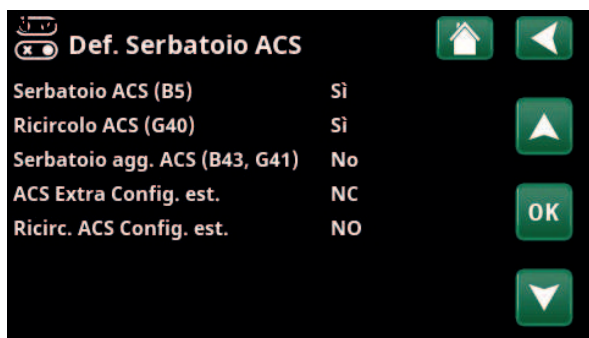 Def. Serbatoio ACS
Serbatoio ACS (B5) Sì
Ricircolo ACS (G40) Sì
Serbatoio agg. ACS (B43, G41) No
ACS Extra Config. est. NC
OK
Ricirc. ACS Config. est. NO